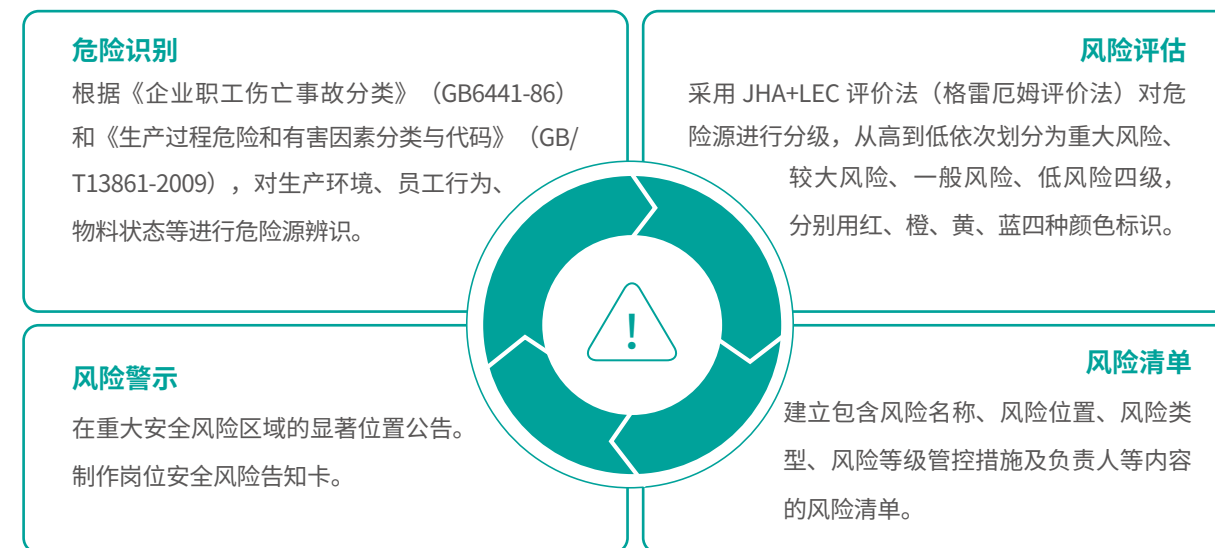 危险识别
根据《企业职工伤亡事故分类》（GB6441-86）
和《生产过程危险和有害因素分类与代码》（GB/
T13861-2009），对生产环境、员工行为、
物料状态等进行危险源辨识。
风险评估
采用 JHA+LEC 评价法（格雷厄姆评价法）对危
险源进行分级，从高到低依次划分为重大风险、
较大风险、一般风险、低风险四级，
分别用红、橙、黄、蓝四种颜色标识。
风险警示
在重大安全风险区域的显著位置公告。
制作岗位安全风险告知卡。
风险清单
建立包含风险名称、风险位置、风险类
型、风险等级管控措施及负责人等内容
的风险清单。
!